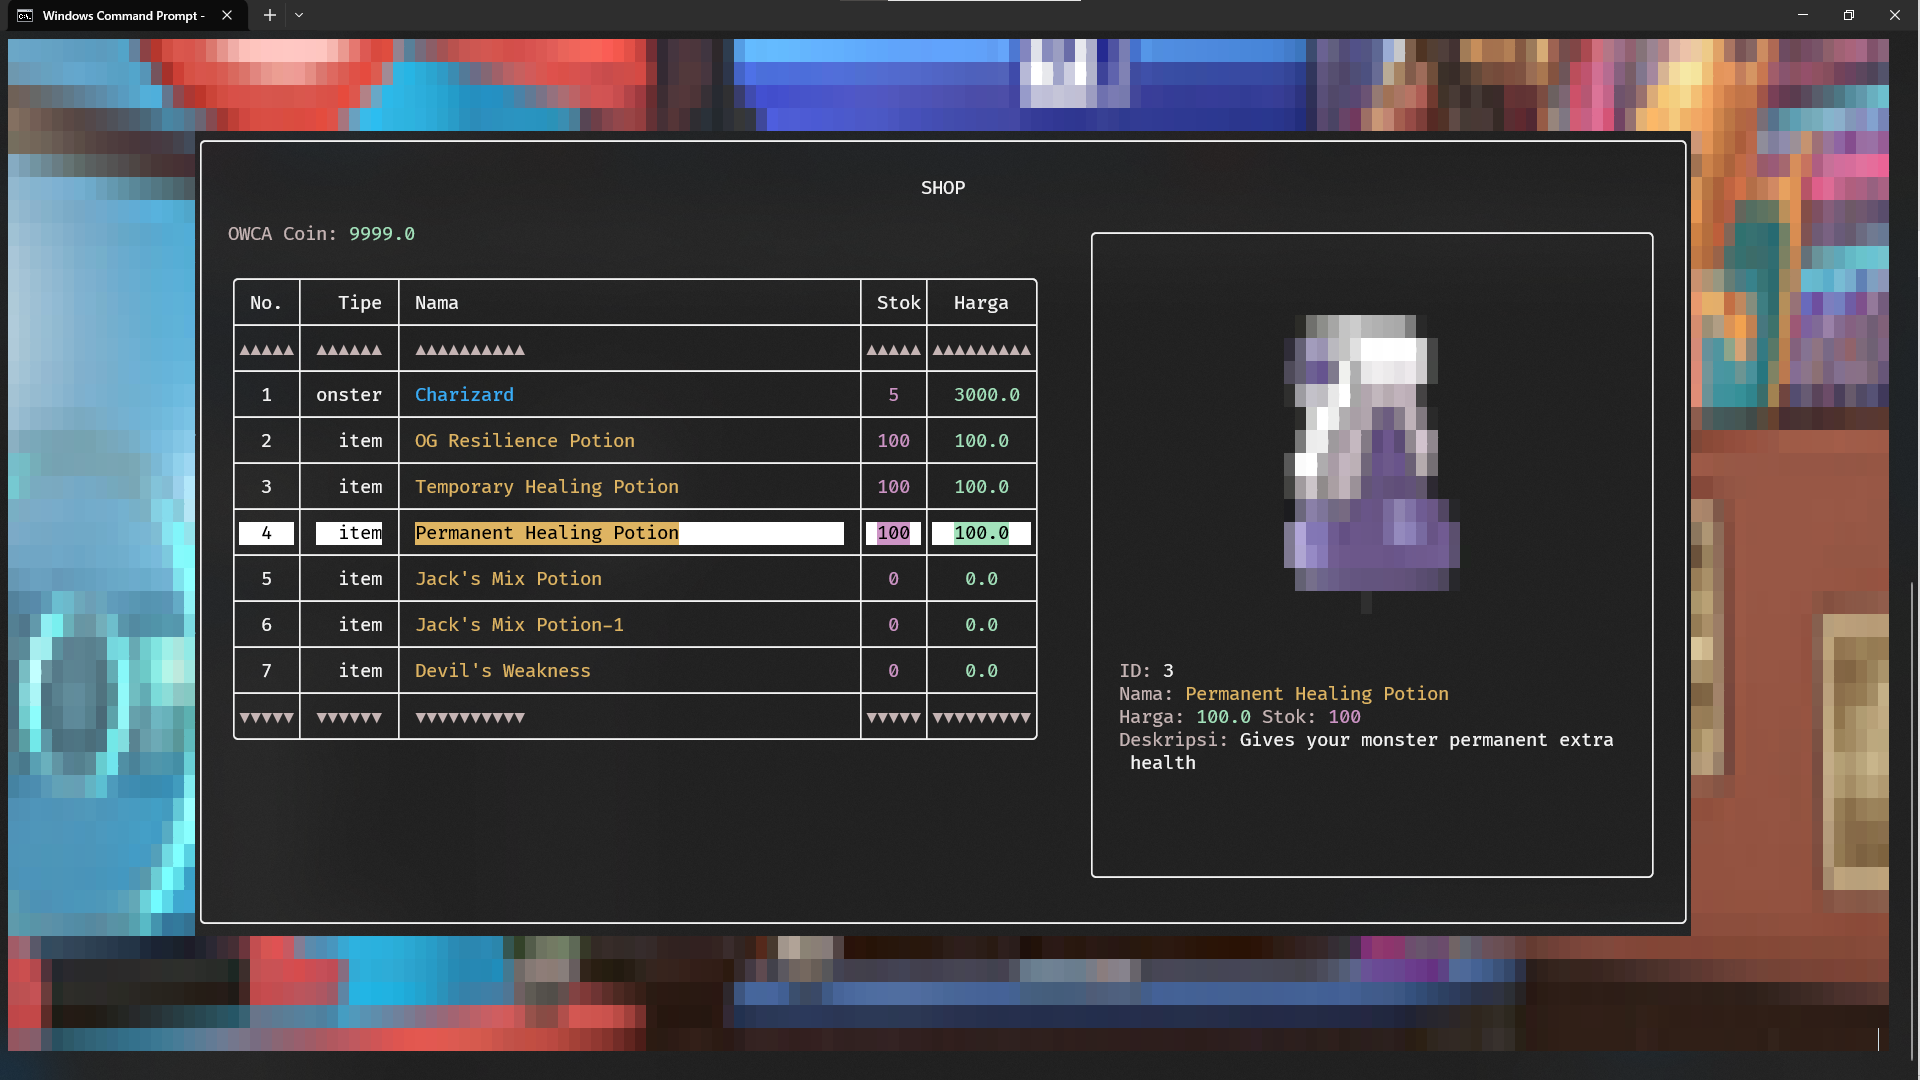 Windows Command Prompt -
SHOP
OWCA Coin: 9999.0
No. Tipe Nama Stok Harga
▲▲▲▲▲ ▲▲▲▲▲▲ ▲▲▲▲▲▲▲▲▲▲ ▲▲▲▲▲ ▲▲▲▲▲▲▲▲▲
1 onster Charizard 5 3000.0
2 item OG Resilience Potion 100 100.0
3 item Temporary Healing Potion 100 100.0
4 item Permanent Healing Potion 100 100.0
5 item Jack's Mix Potion 0 0.0
6 item Jack's Mix Potion-1 0 0.0
7 item Devil's Weakness 0 0.0
▼▼▼▼▼ ▼▼▼▼▼▼ ▼▼▼▼▼▼▼▼▼▼ ▼▼▼▼▼ ▼▼▼▼▼▼▼▼▼
ID: 3
Nama: Permanent Healing Potion
Harga: 100.0 Stok: 100
Deskripsi: Gives your monster permanent extra
health